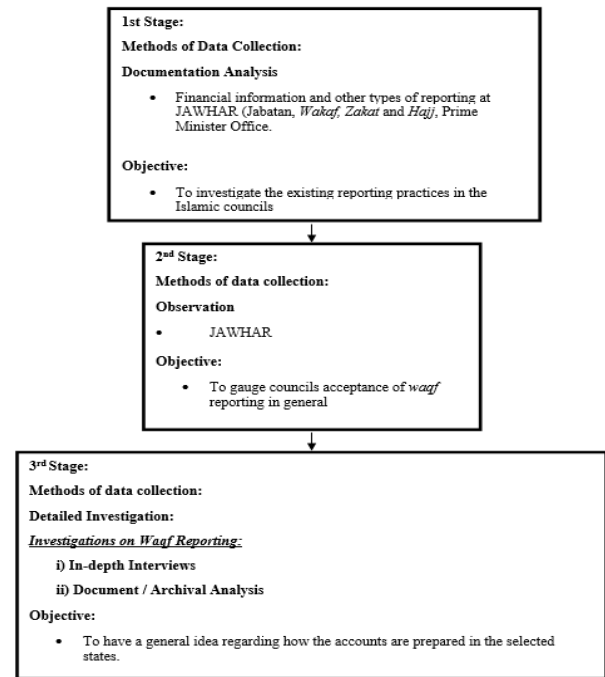 1st Stage:
Methods of Data Collection:
Documentation Analysis
• Financial information and other types of reporting at
JAWHAR (Jabatan, Wakaf, Zakat and Hajj, Prime
Minister Office.
Objective:
• To investigate the existing reporting practices in the
Islamic councils
2nd Stage:
Methods of data collection:
Observation
• JAWHAR
Objective:
• To gauge councils acceptance of waqf
reporting in general
3rd Stage:
Methods of data collection:
Detailed Investigation:
Investigations on Waqf Reporting:
i) In-depth Interviews
ii) Document / Archival Analysis
Objective:
• To have a general idea regarding how the accounts are prepared in the selected
states.